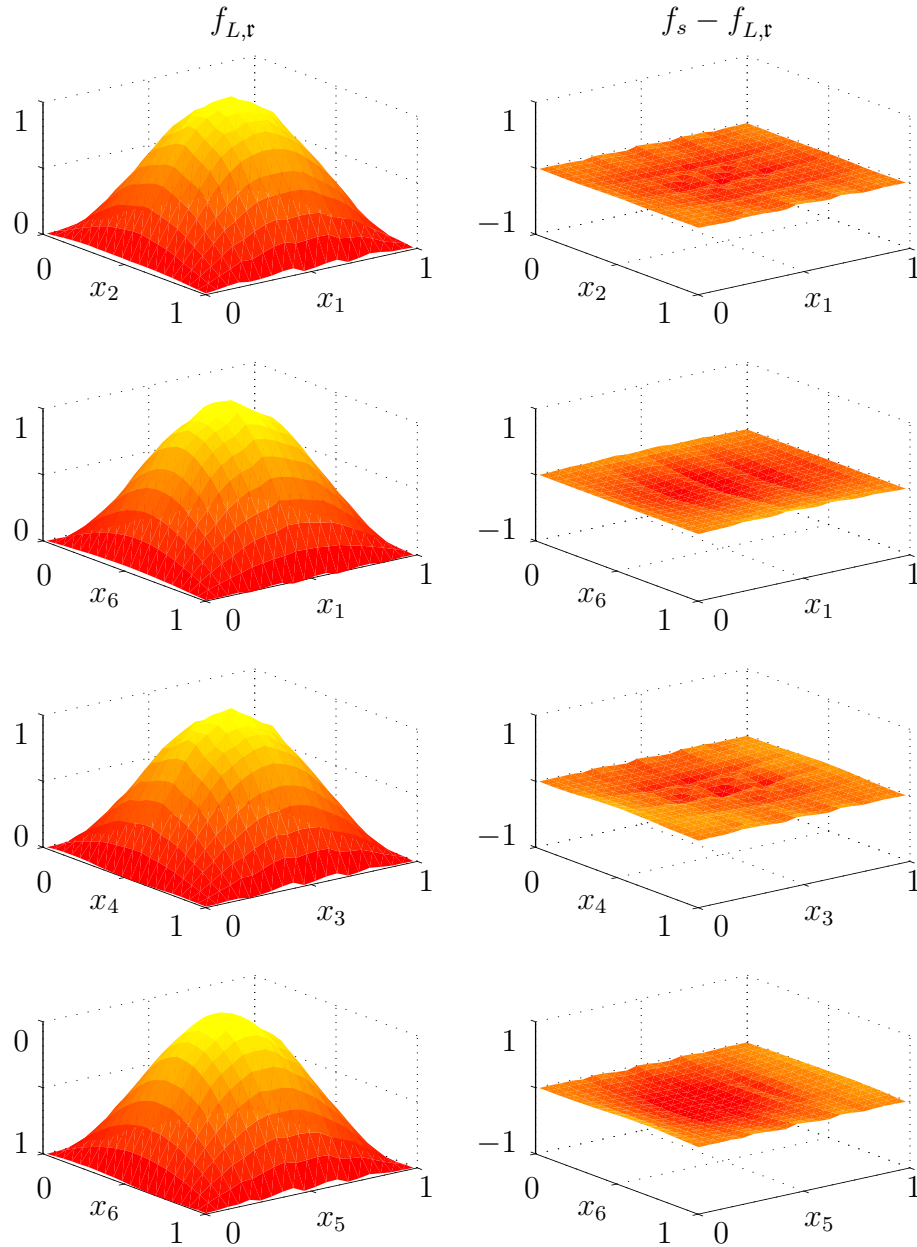 f_{L,𝔯} f_s − f_{L,𝔯}
1 1
0 −1
0 0
x_2 x_1 x_2 x_1
1 0 1 1 0 1
1 1
0 −1
0 0
x_6 x_1 x_6 x_1
1 0 1 1 0 1
1 1
0 −1
0 0
x_4 x_3 x_4 x_3
1 0 1 1 0 1
0 1
1 −1
0 0
x_6 x_5 x_6 x_5
1 0 1 1 0 1